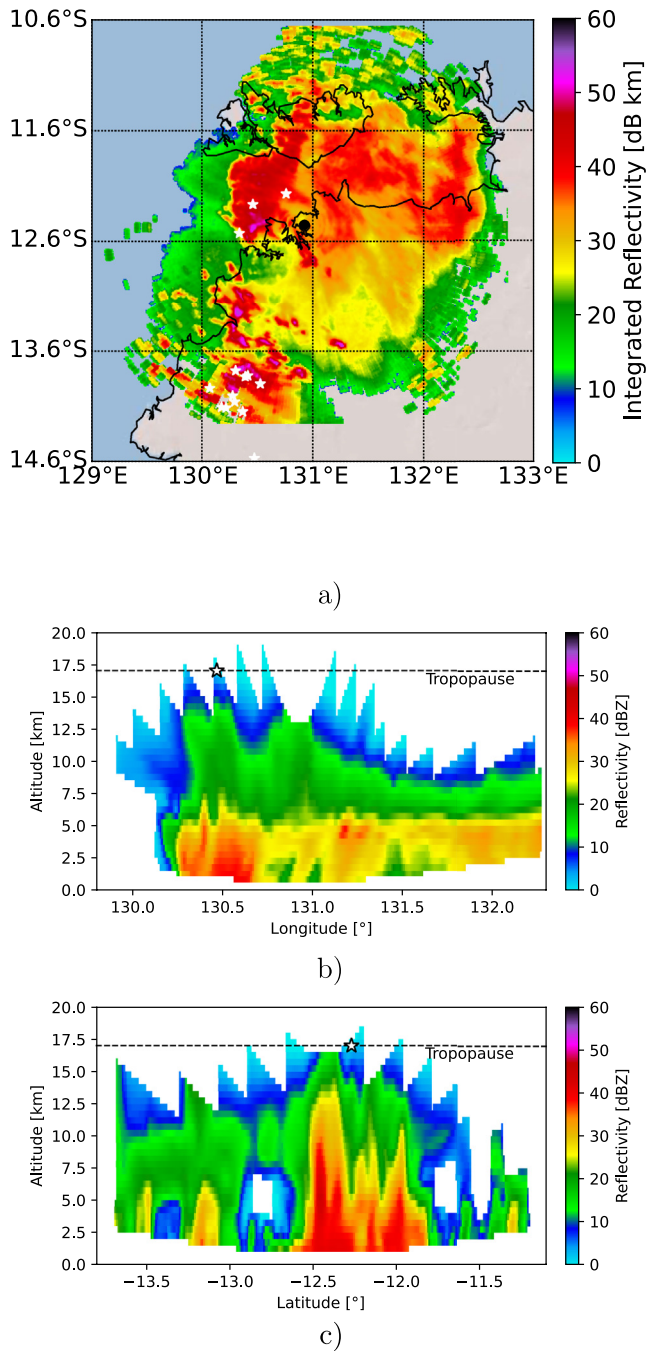 10.6°S
11.6°S
12.6°S
13.6°S
14.6°S
129°E 130°E 131°E 132°E 133°E
60
50
40
30
20
10
0
Integrated Reflectivity [dB km]
a)
20.0
17.5
15.0
12.5
10.0
7.5
5.0
2.5
0.0
Altitude [km]
Tropopause
130.0 130.5 131.0 131.5 132.0
Longitude [°]
60
50
40
30
20
10
0
Reflectivity [dBZ]
b)
20.0
17.5
15.0
12.5
10.0
7.5
5.0
2.5
0.0
Altitude [km]
Tropopause
−13.5 −13.0 −12.5 −12.0 −11.5
Latitude [°]
60
50
40
30
20
10
0
Reflectivity [dBZ]
c)